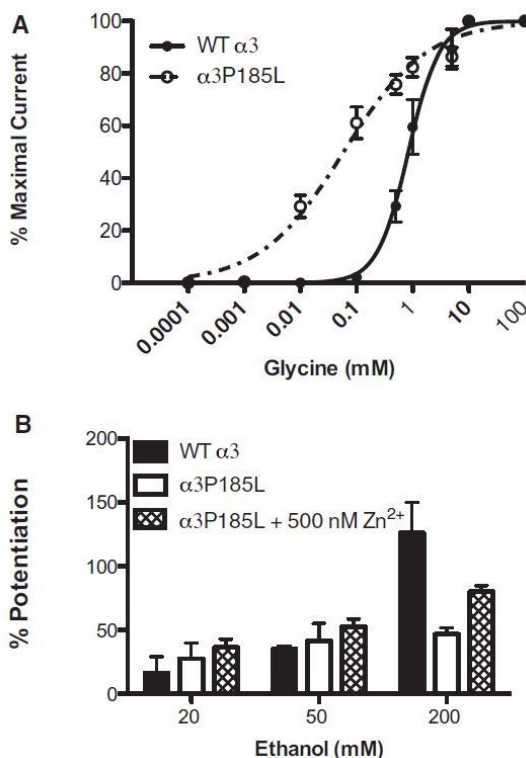 A
WT α3
α3P185L
100
80
60
40
20
0
% Maximal Current
0.0001
0.001
0.01
0.1
1
10
100
Glycine (mM)
B
WT α3
α3P185L
α3P185L + 500 nM Zn²⁺
200
150
100
50
0
% Potentiation
20
50
200
Ethanol (mM)